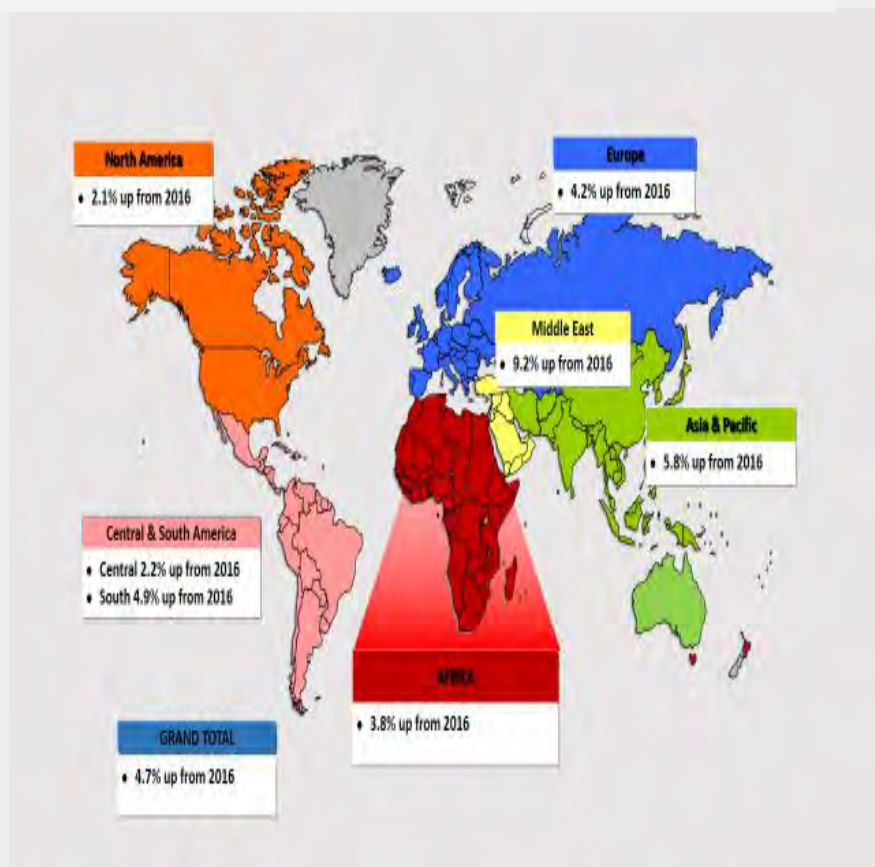 North America
• 2.1% up from 2016
Europe
• 4.2% up from 2016
Middle East
• 9.2% up from 2016
Asia & Pacific
• 5.8% up from 2016
Central & South America
• Central 2.2% up from 2016
• South 4.9% up from 2016
AFRICA
• 3.8% up from 2016
GRAND TOTAL
• 4.7% up from 2016